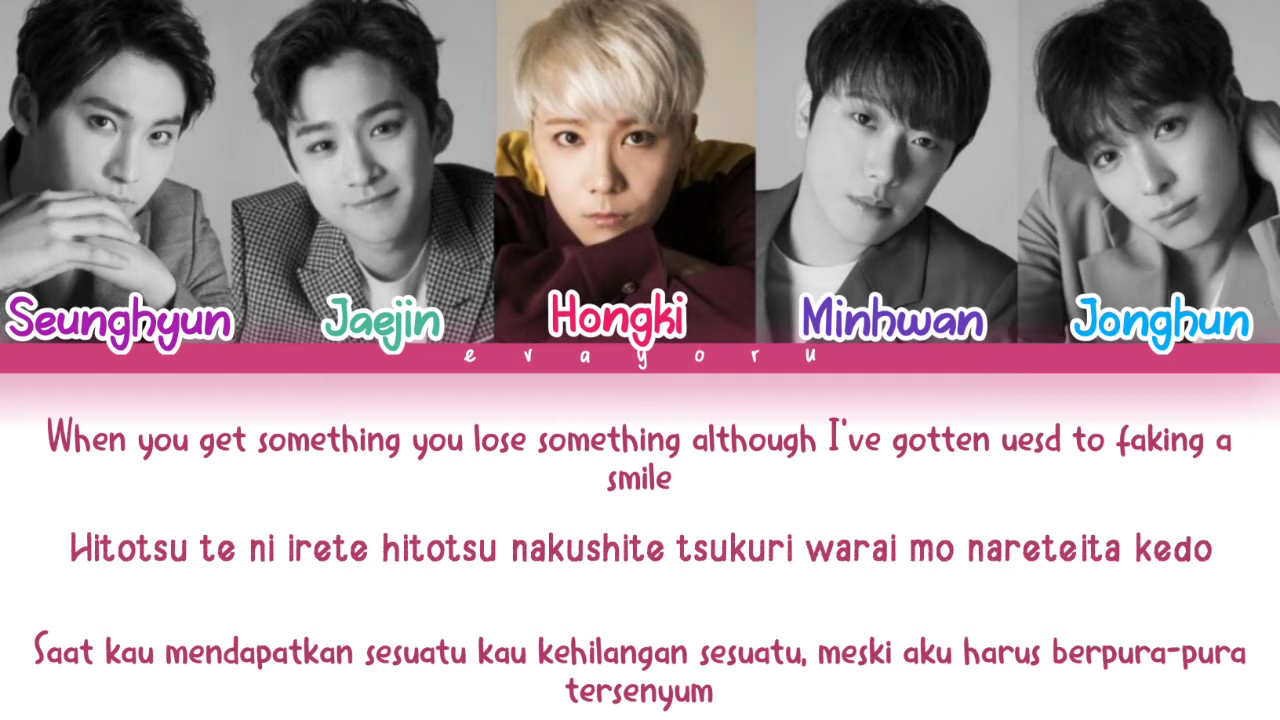 Seunghyun Jaejin Hongki Minhwan Jonghun
evayoru
When you get something you lose something although I've gotten uesd to faking a
smile
Hitotsu te ni irete hitotsu nakushite tsukuri warai mo nareteita kedo
Saat kau mendapatkan sesuatu kau kehilangan sesuatu, meski aku harus berpura-pura
tersenyum